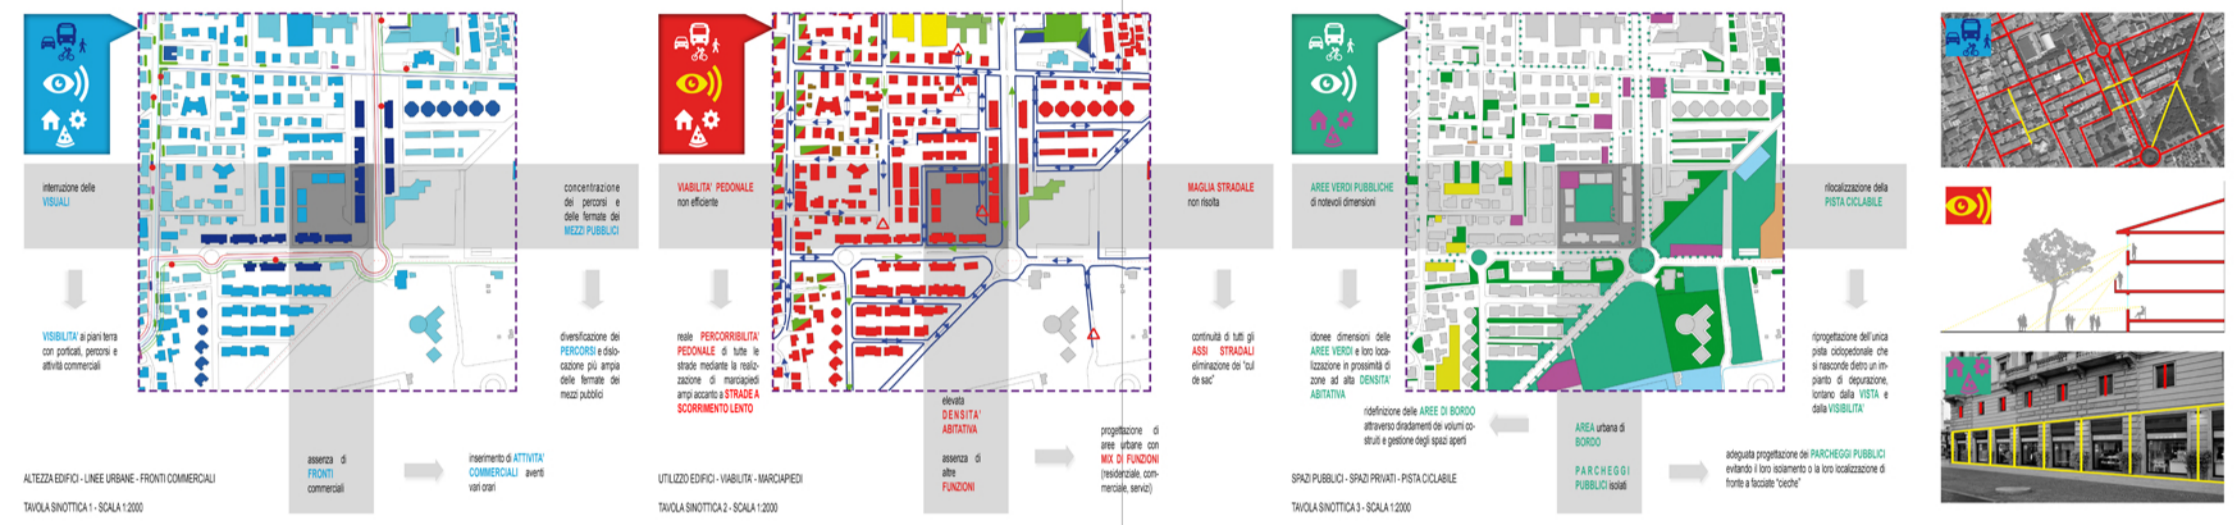 interruzione delle
VISUALI
VISIBILITA' ai piani terra
con porticati, percorsi e
attività commerciali
concentrazione
dei percorsi e
delle fermate dei
MEZZI PUBBLICI
diversificazione dei
PERCORSI e dislo-
cazione più ampia
delle fermate dei
mezzi pubblici
assenza di
FRONTI
commerciali
inserimento di ATTIVITA'
COMMERCIALI aventi
vari orari
ALTEZZA EDIFICI - LINEE URBANE - FRONTI COMMERCIALI
TAVOLA SINOTTICA 1 - SCALA 1:2000
VIABILITA' PEDONALE
non efficiente
reale PERCORRIBILITA'
PEDONALE di tutte le
strade mediante la realiz-
zazione di marciapiedi
ampi accanto a STRADE A
SCORRIMENTO LENTO
MAGLIA STRADALE
non risolta
continuità di tutti gli
ASSI STRADALI
eliminazione dei "cul
de sac"
elevata
DENSITA'
ABITATIVA
assenza di
altre
FUNZIONI
progettazione di
aree urbane con
MIX DI FUNZIONI
(residenziale, com-
merciale, servizi)
UTILIZZO EDIFICI - VIABILITA' - MARCIAPIEDI
TAVOLA SINOTTICA 2 - SCALA 1:2000
AREE VERDI PUBBLICHE
di notevoli dimensioni
idonee dimensioni delle
AREE VERDI e loro loca-
lizzazione in prossimità di
zone ad alta DENSITA'
ABITATIVA
rilocalizzazione della
PISTA CICLABILE
riprogettazione dell'unica
pista ciclopedonale che
si nasconde dietro un im-
pianto di depurazione,
lontano dalla VISTA e
dalla VISIBILITA'
ridefinizione delle AREE DI BORDO
attraverso diradamenti dei volumi co-
struiti e gestione degli spazi aperti
AREA urbana di
BORDO
PARCHEGGI
PUBBLICI isolati
adeguata progettazione dei PARCHEGGI PUBBLICI
evitando il loro isolamento o la loro localizzazione di
fronte a facciate "cieche"
SPAZI PUBBLICI - SPAZI PRIVATI - PISTA CICLABILE
TAVOLA SINOTTICA 3 - SCALA 1:2000